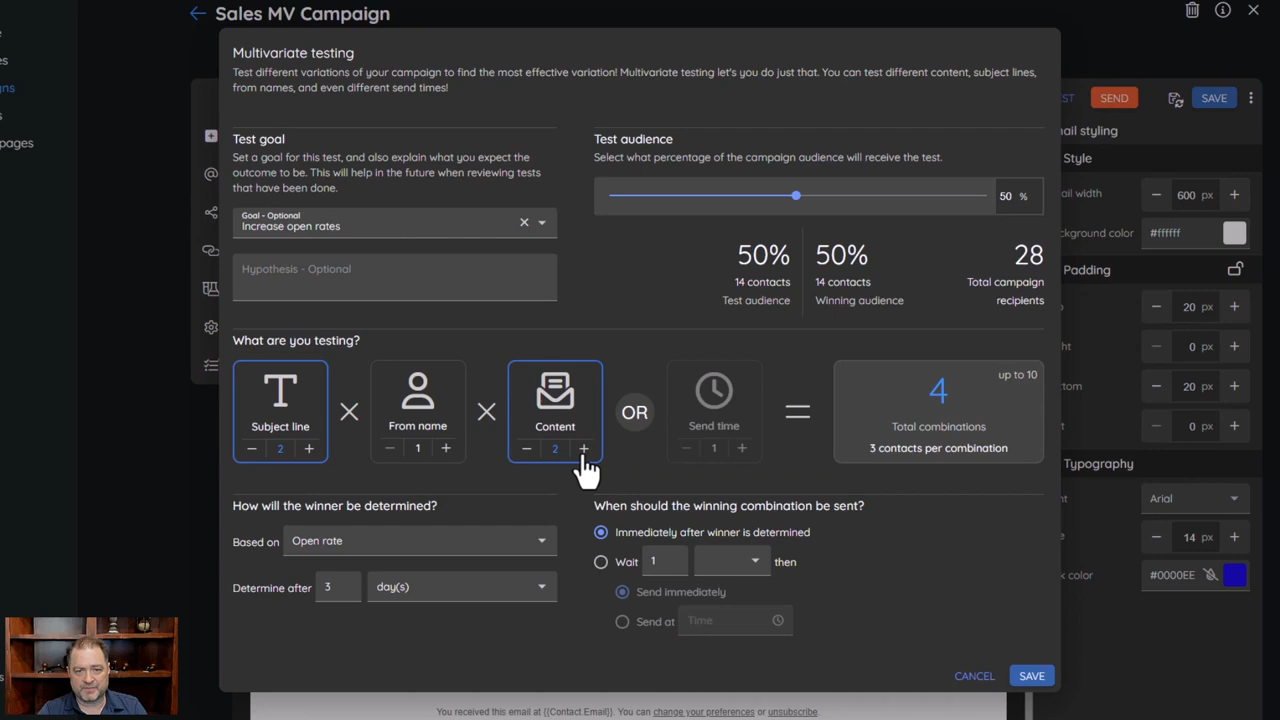 Sales MV Campaign
Multivariate testing
Test different variations of your campaign to find the most effective variation! Multivariate testing let's you do just that. You can test different content, subject lines,
from names, and even different send times!
Test goal
Set a goal for this test, and also explain what you expect the
outcome to be. This will help in the future when reviewing tests
that have been done.
Goal - Optional
Increase open rates
Hypothesis - Optional
Test audience
Select what percentage of the campaign audience will receive the test.
50 %
50%
14 contacts
Test audience
50%
14 contacts
Winning audience
28
Total campaign
recipients
What are you testing?
Subject line
2
From name
1
Content
2
OR
Send time
1
up to 10
4
Total combinations
3 contacts per combination
How will the winner be determined?
Based on Open rate
Determine after 3 day(s)
When should the winning combination be sent?
Immediately after winner is determined
Wait 1 then
Send immediately
Send at Time
CANCEL
SAVE
SEND
SAVE
Style
600 px
#ffffff
Padding
20 px
0 px
20 px
0 px
Typography
Arial
14 px
#0000EE
You received this email at {{Contact.Email}}. You can change your preferences or unsubscribe.